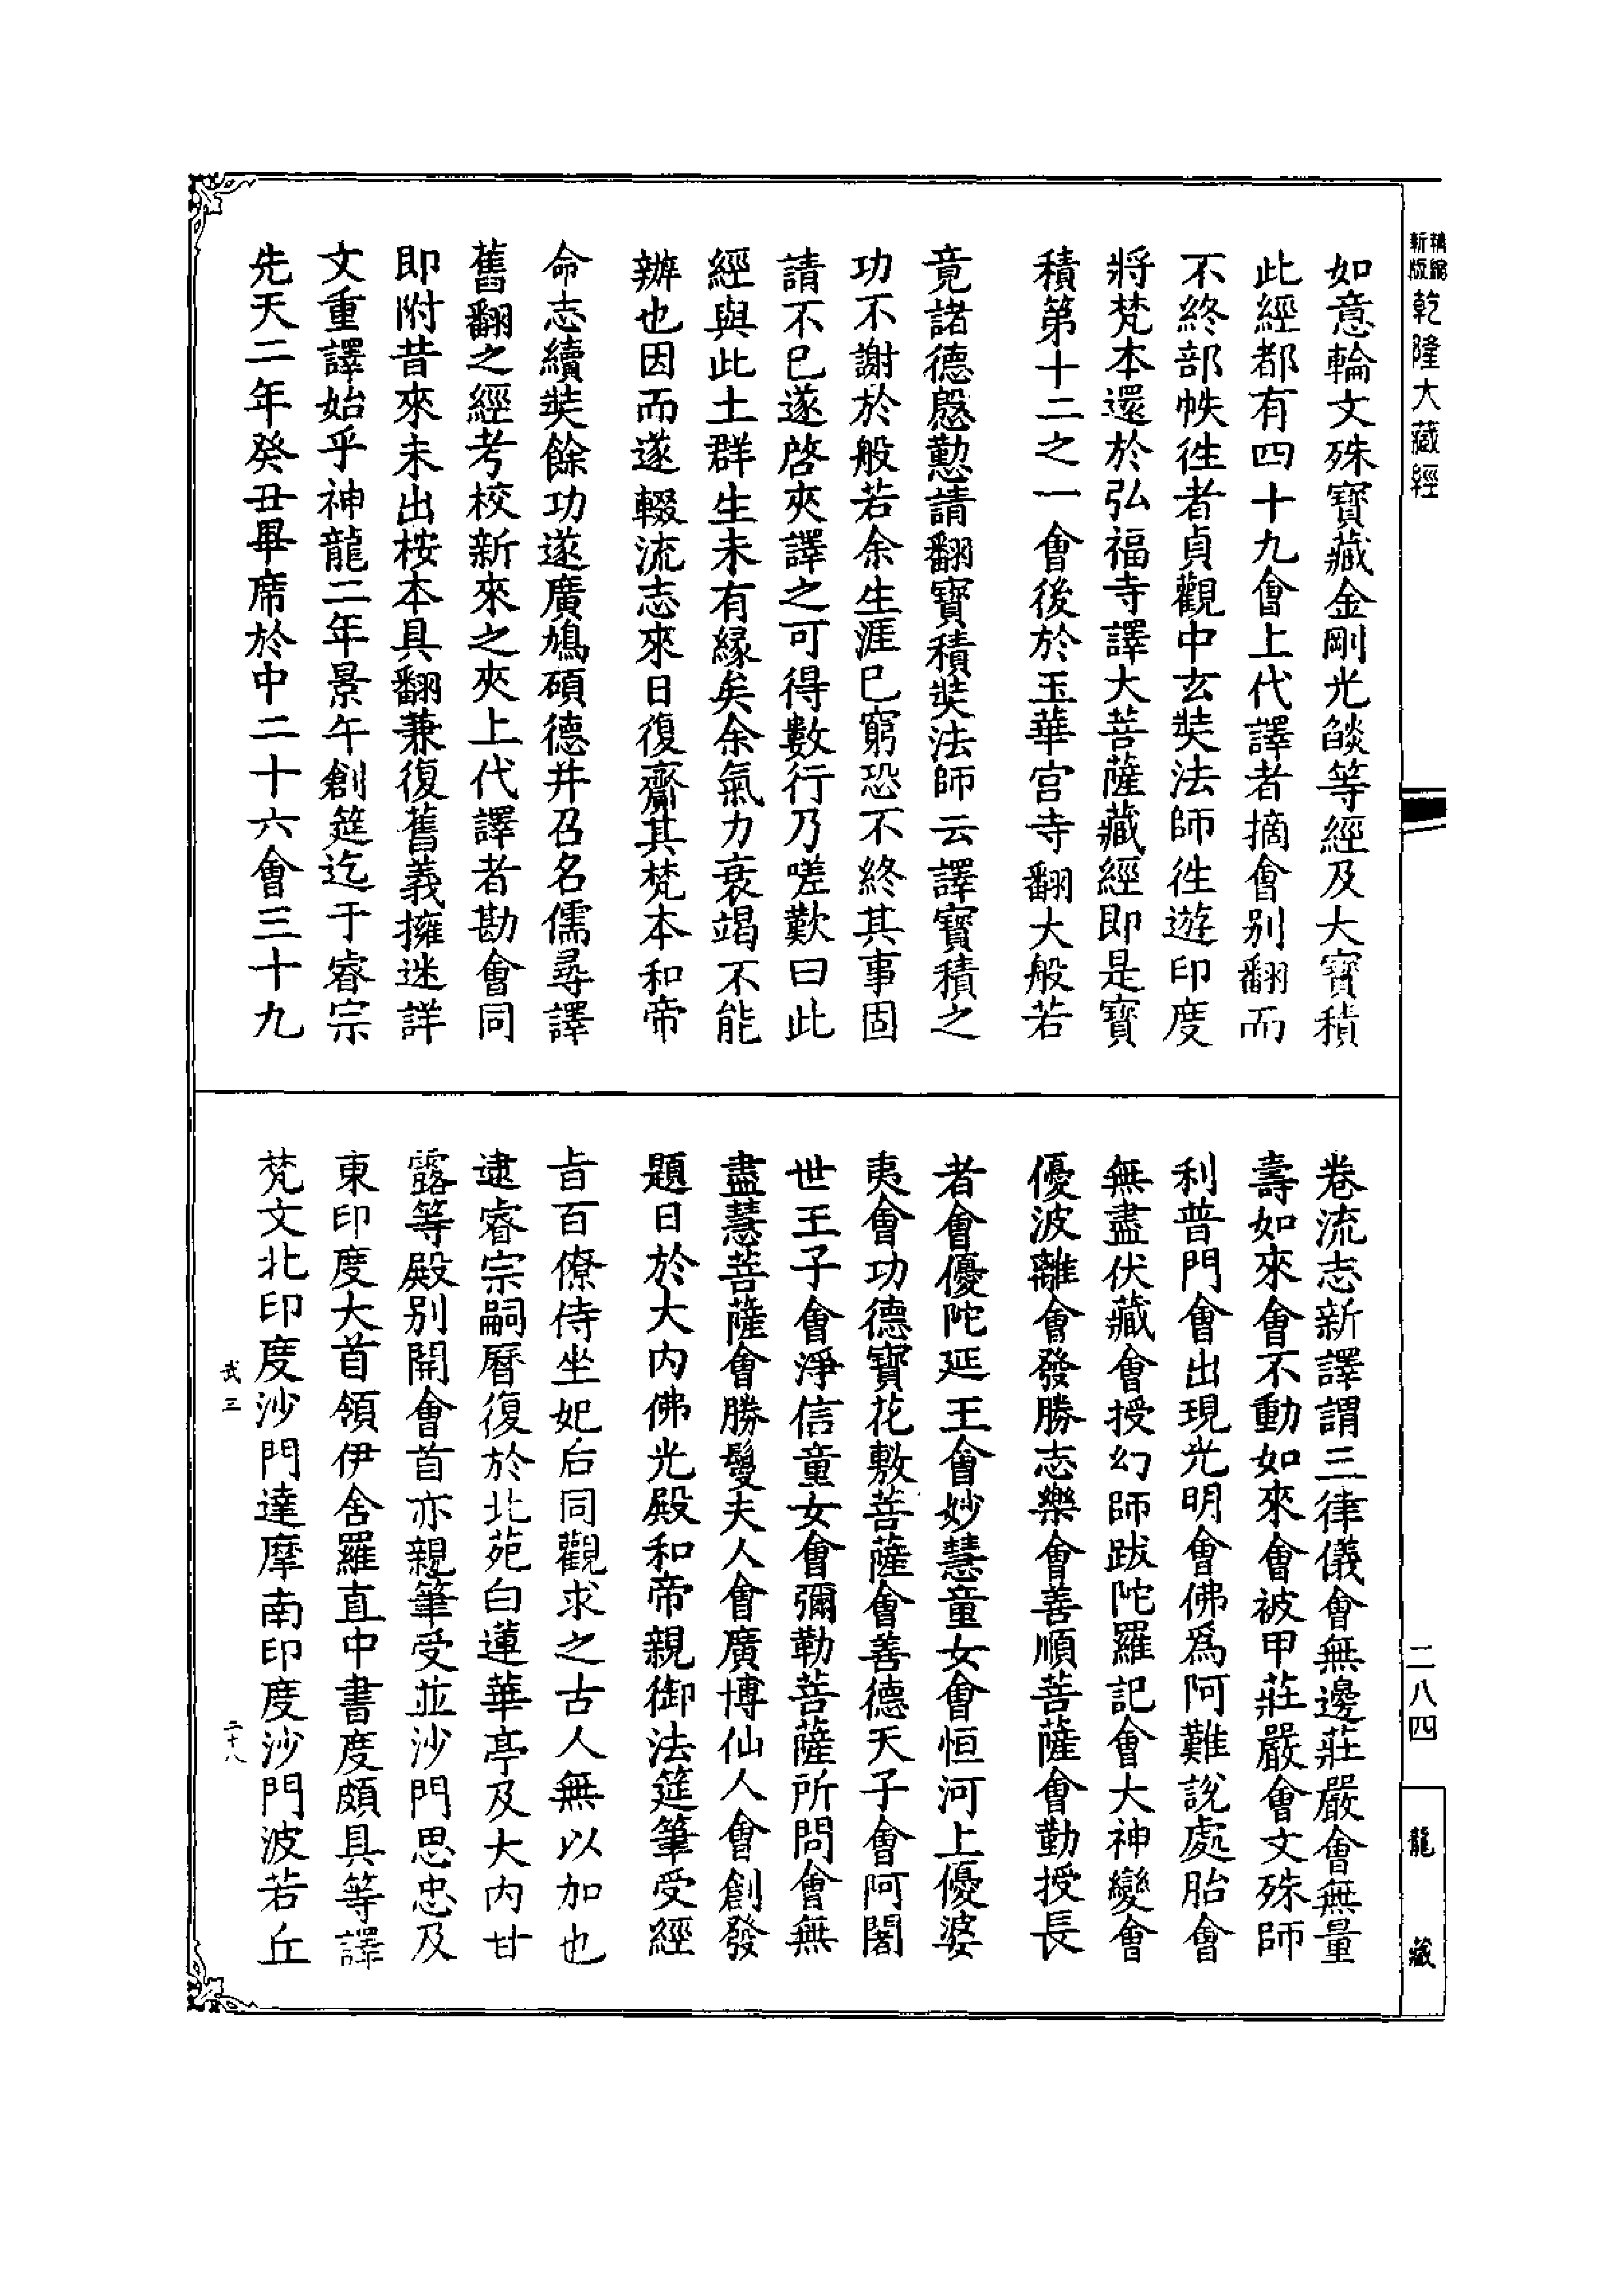 新編
縮版
乾隆大藏經
如意輪文殊寶藏金剛光燄等經及大寶積
此經都有四十九會上代譯者摘會別翻而
不終部帙徃者貞觀中玄奘法師徃遊印度
將梵本還於弘福寺譯大菩薩藏經即是寶
積第十二之一會後於玉華宫寺翻大般若
竟諸德慇懃請翻寶積奘法師云譯寶積之
功不謝於般若余生涯已窮恐不終其事固
請不已遂啓夾譯之可得數行乃嗟歎曰此
經與此土群生未有緣矣余氣力衰竭不能
辦也因而遂輟流志來日復齎其梵本和帝
命志續奘餘功遂廣鳩碩德并召名儒尋譯
舊翻之經考校新來之夾上代譯者勘會同
即附昔來未出桉本具翻兼復舊義擁迷詳
文重譯始乎神龍二年景午創筵迄于睿宗
先天二年癸丑畢席於中二十六會三十九
卷流志新譯謂三律儀會無邊莊嚴會無量
壽如來會不動如來會被甲莊嚴會文殊師
利普門會出現光明會佛爲阿難說處胎會
無盡伏藏會授幻師跋陀羅記會大神變會
優波離會發勝志樂會善順菩薩會勤授長
者會優陀延王會妙慧童女會恒河上優婆
夷會功德寶花敷菩薩會善德天子會阿闍
世王子會淨信童女會彌勒菩薩所問會無
盡慧菩薩會勝鬘夫人會廣博仙人會創發
題日於大内佛光殿和帝親御法筵筆受經
旨百僚侍坐妃后同觀求之古人無以加也
逮睿宗嗣曆復於北苑白蓮華亭及大内甘
露等殿別開會首亦親筆受並沙門思忠及
東印度大首領伊舍羅直中書度頗具等譯
梵文北印度沙門達摩南印度沙門波若丘
武三
二十八
二八四
龍藏